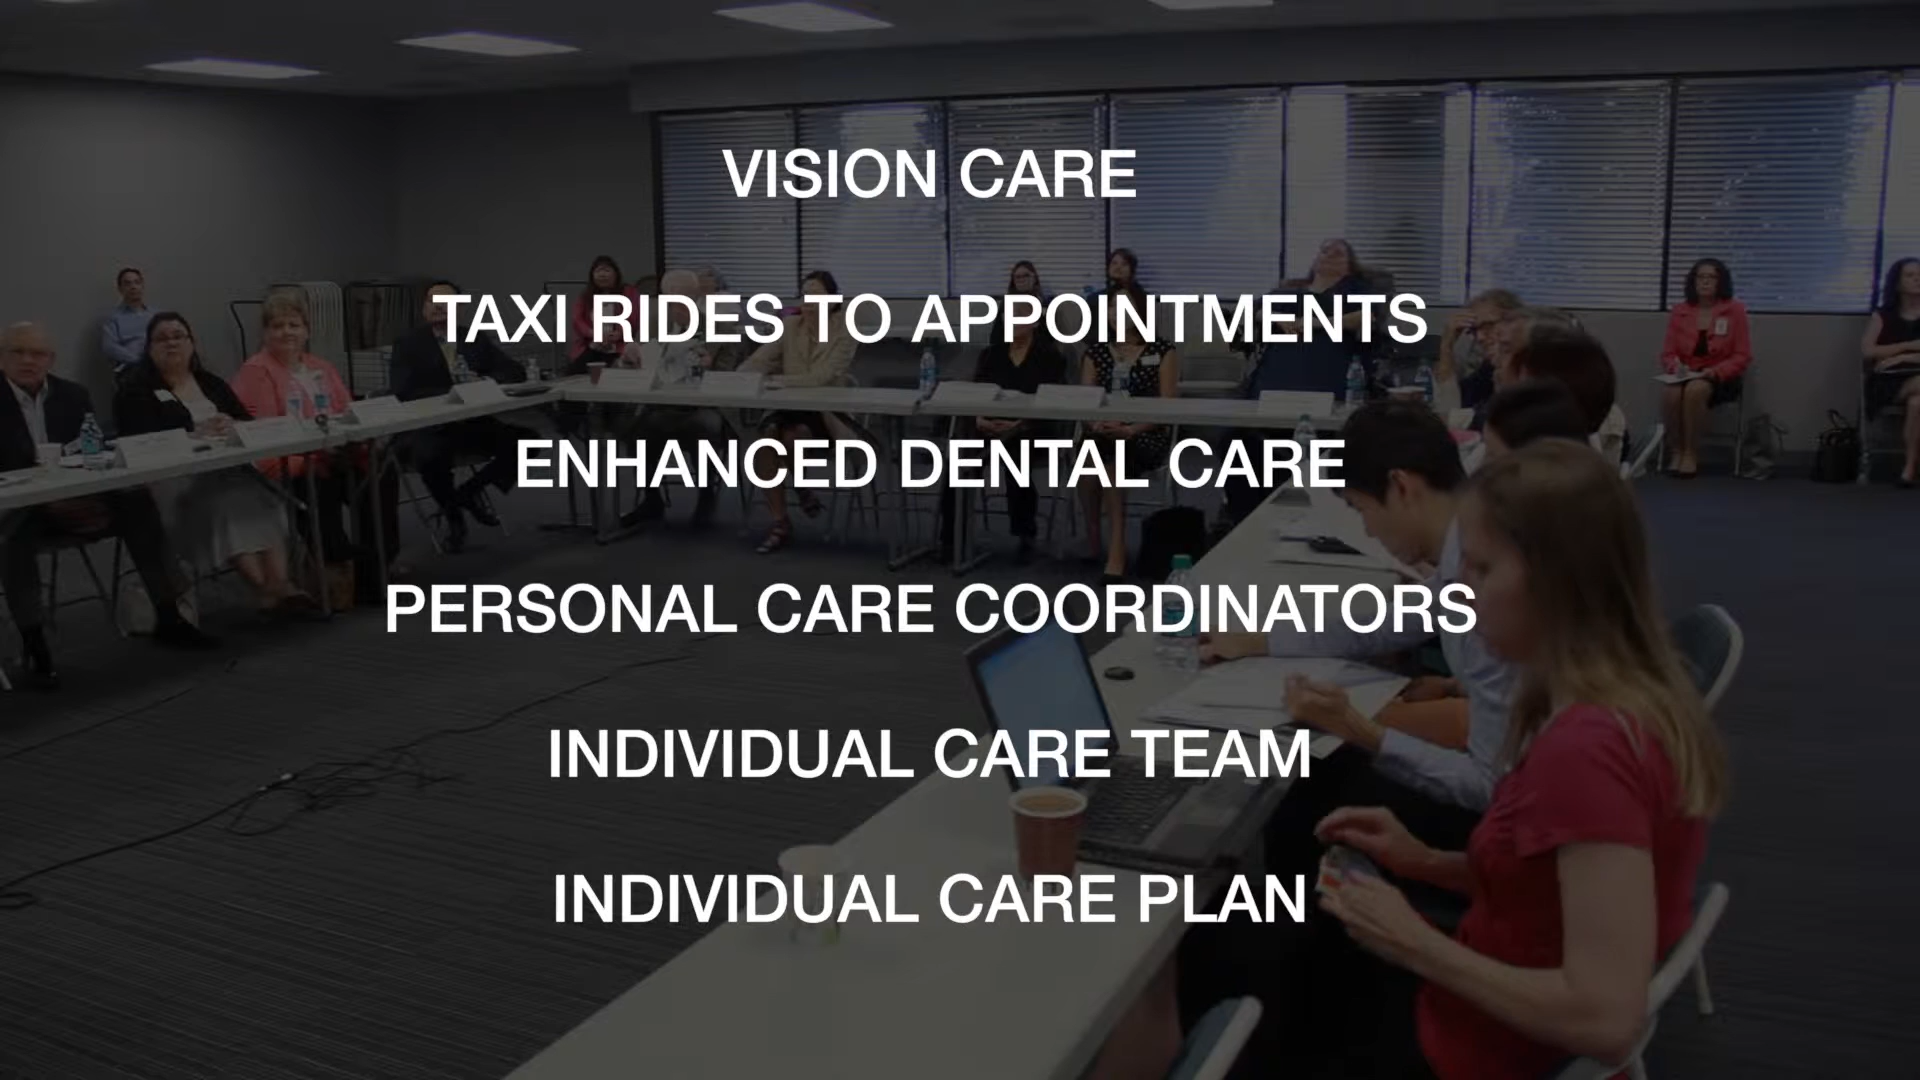 VISION CARE
TAXI RIDES TO APPOINTMENTS
ENHANCED DENTAL CARE
PERSONAL CARE COORDINATORS
INDIVIDUAL CARE TEAM
INDIVIDUAL CARE PLAN